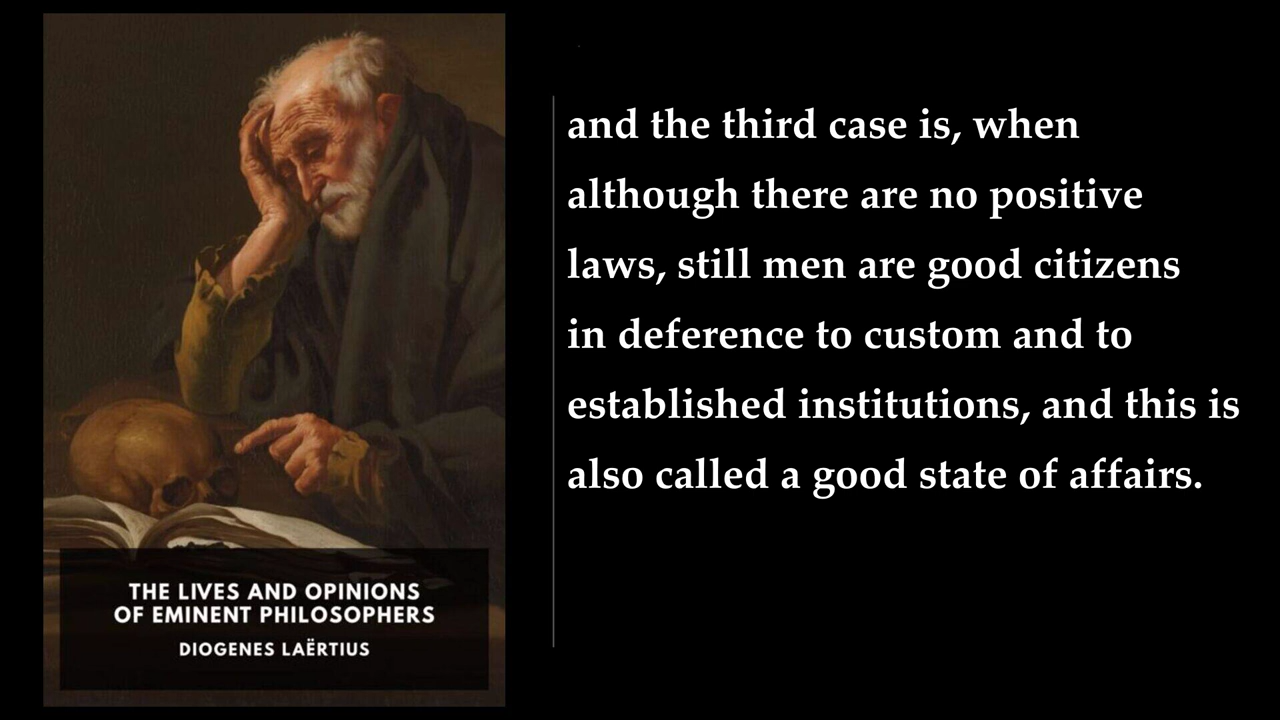 and the third case is, when
although there are no positive
laws, still men are good citizens
in deference to custom and to
established institutions, and this is
also called a good state of affairs.
THE LIVES AND OPINIONS
OF EMINENT PHILOSOPHERS
DIOGENES LAËRTIUS